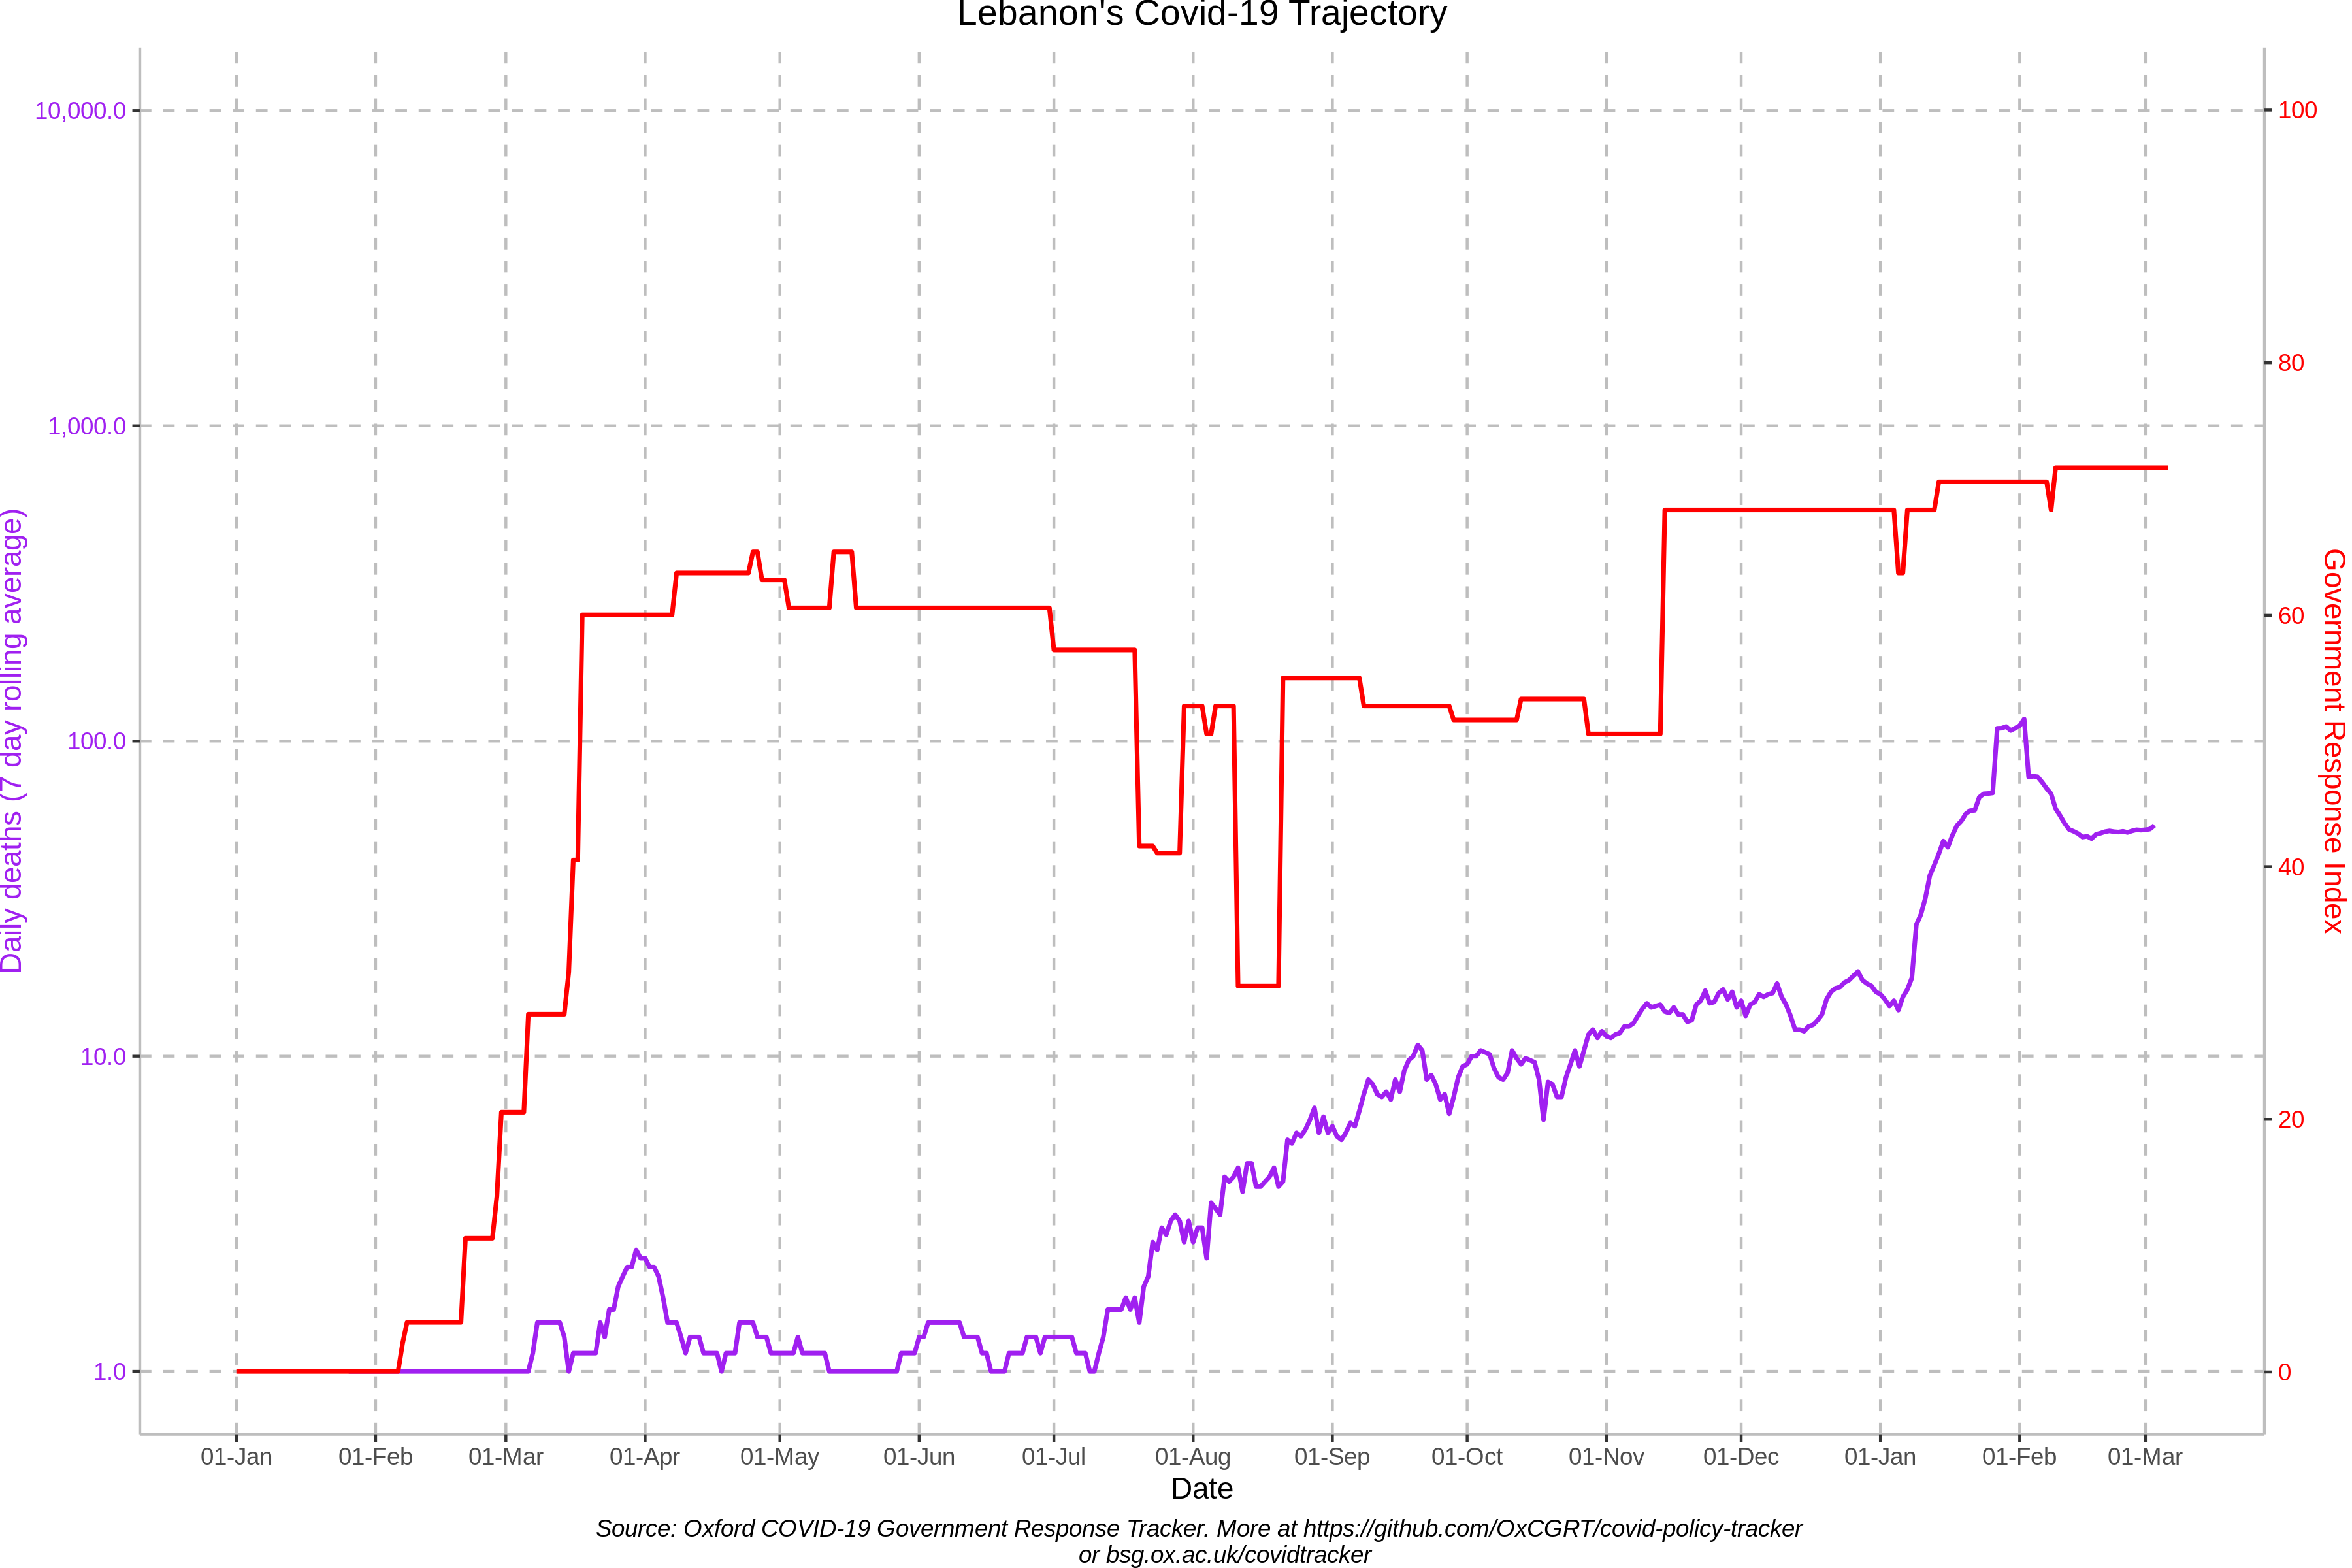 Lebanon's Covid-19 Trajectory
10,000.0
1,000.0
100.0
10.0
1.0
Daily deaths (7 day rolling average)
100
80
60
40
20
0
Government Response Index
01-Jan
01-Feb
01-Mar
01-Apr
01-May
01-Jun
01-Jul
01-Aug
01-Sep
01-Oct
01-Nov
01-Dec
01-Jan
01-Feb
01-Mar
Date
Source: Oxford COVID-19 Government Response Tracker. More at https://github.com/OxCGRT/covid-policy-tracker
or bsg.ox.ac.uk/covidtracker